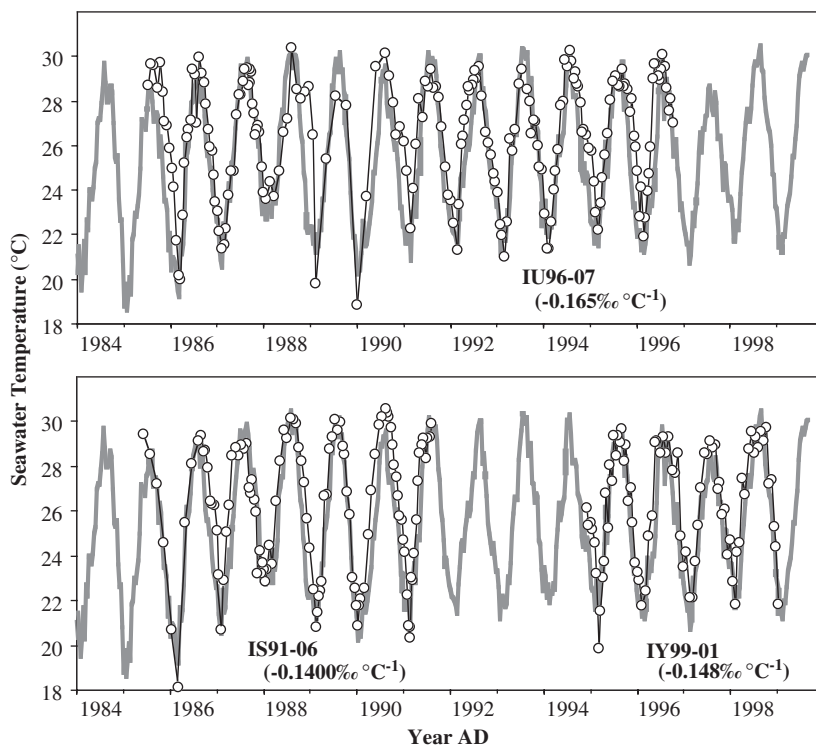 30
28
26
24
22
20
18
1984 1986 1988 1990 1992 1994 1996 1998
IU96-07
(-0.165‰ °C-1)
Seawater Temperature (°C)
30
28
26
24
22
20
18
1984 1986 1988 1990 1992 1994 1996 1998
IS91-06
(-0.1400‰ °C-1)
IY99-01
(-0.148‰ °C-1)
Year AD